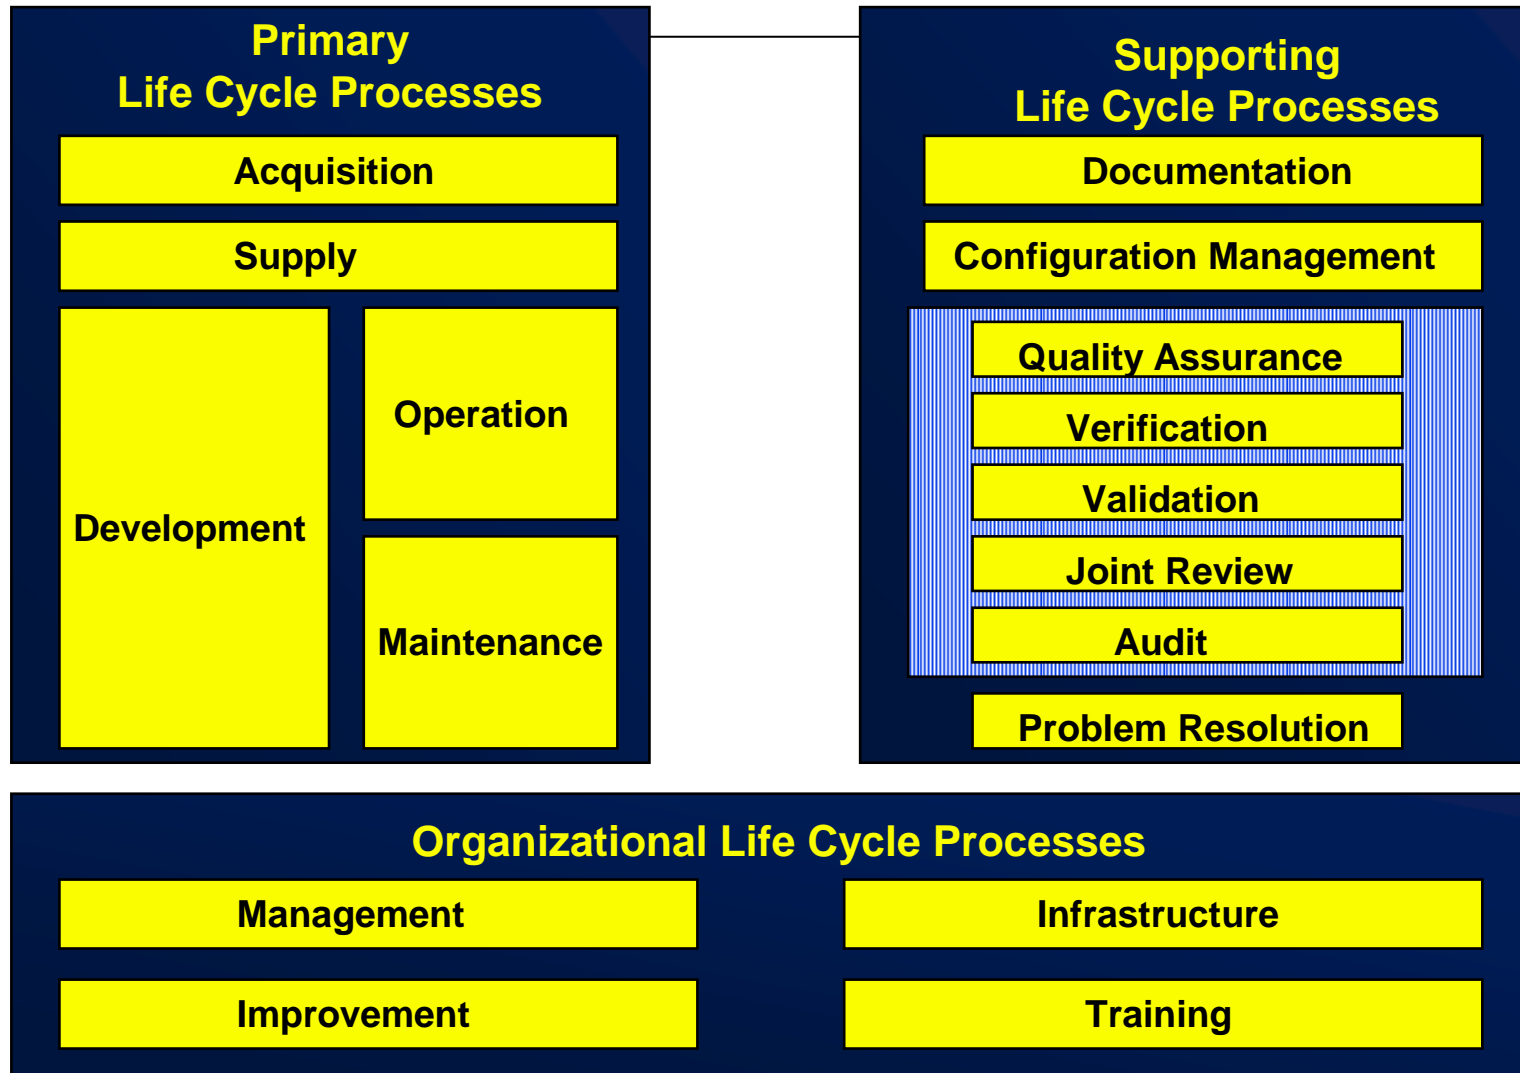 Primary
Life Cycle Processes
Acquisition
Supply
Development
Operation
Maintenance
Supporting
Life Cycle Processes
Documentation
Configuration Management
Quality Assurance
Verification
Validation
Joint Review
Audit
Problem Resolution
Organizational Life Cycle Processes
Management
Infrastructure
Improvement
Training